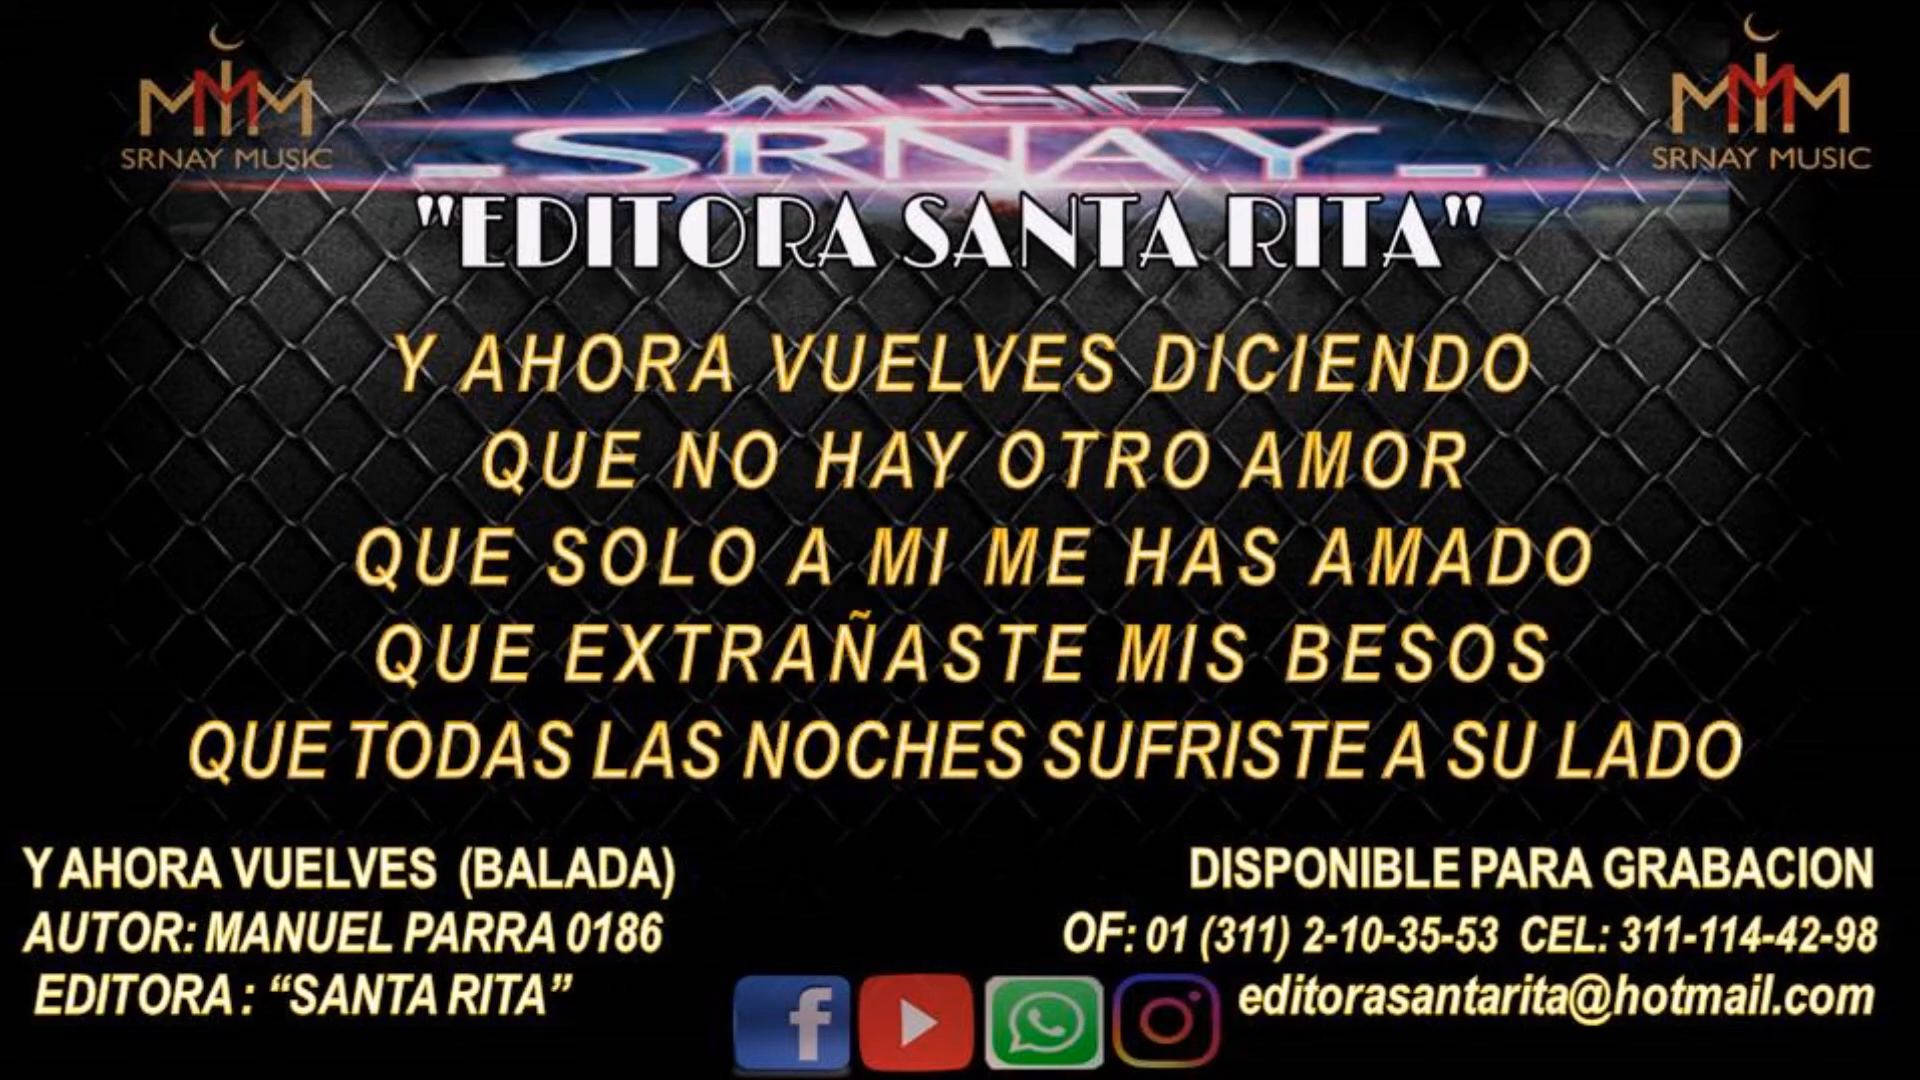 SRNAY MUSIC
MUSIC
SRNAY MUSIC
-SRNAY-
"EDITORA SANTA RITA"
Y AHORA VUELVES DICIENDO
QUE NO HAY OTRO AMOR
QUE SOLO A MI ME HAS AMADO
QUE EXTRAÑASTE MIS BESOS
QUE TODAS LAS NOCHES SUFRISTE A SU LADO
Y AHORA VUELVES (BALADA)
AUTOR: MANUEL PARRA 0186
EDITORA : “SANTA RITA”
DISPONIBLE PARA GRABACION
OF: 01 (311) 2-10-35-53 CEL: 311-114-42-98
editorasantarita@hotmail.com